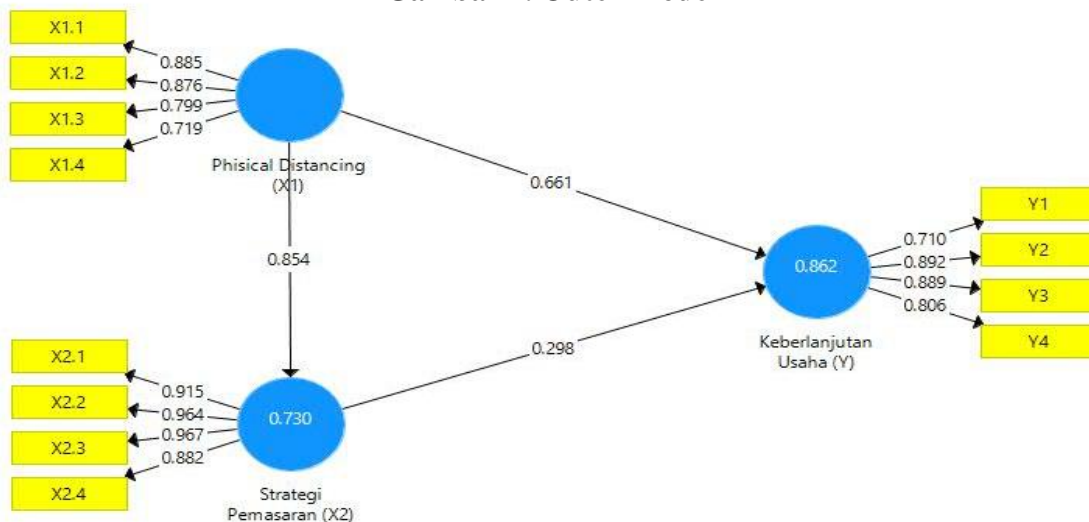 X1.1
X1.2
X1.3
X1.4
0.885
0.876
0.799
0.719
Phisical Distancing
(X1)
0.661
0.854
Y1
Y2
Y3
Y4
0.710
0.892
0.889
0.806
0.862
Keberlanjutan
Usaha (Y)
0.298
X2.1
X2.2
X2.3
X2.4
0.915
0.964
0.967
0.882
0.730
Strategi
Pemasaran (X2)